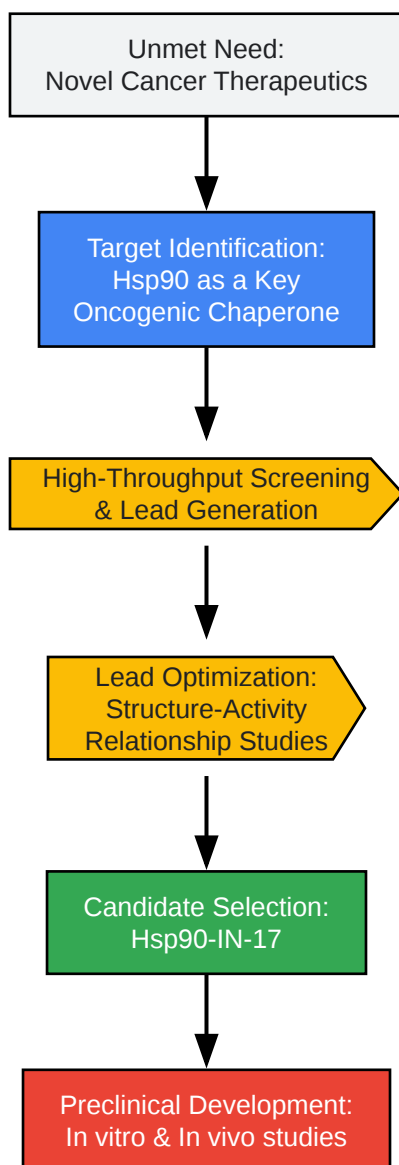 Unmet Need:
Novel Cancer Therapeutics
Target Identification:
Hsp90 as a Key
Oncogenic Chaperone
High-Throughput Screening
& Lead Generation
Lead Optimization:
Structure-Activity
Relationship Studies
Candidate Selection:
Hsp90-IN-17
Preclinical Development:
In vitro & In vivo studies